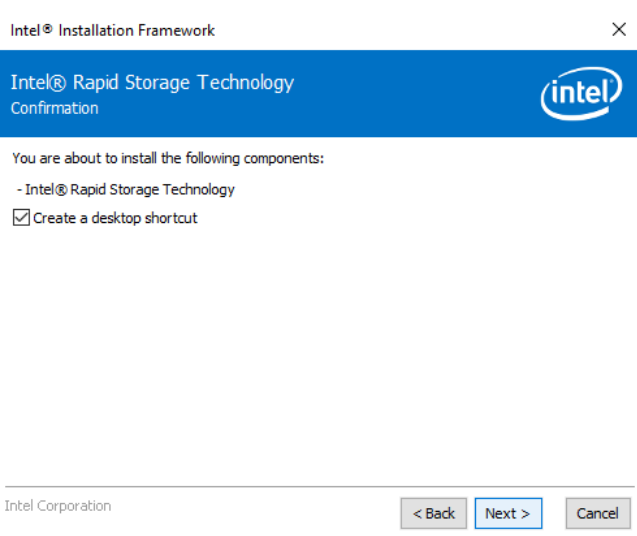 Intel® Installation Framework
Intel® Rapid Storage Technology
Confirmation
intel
You are about to install the following components:
- Intel® Rapid Storage Technology
Create a desktop shortcut
Intel Corporation
< Back Next > Cancel